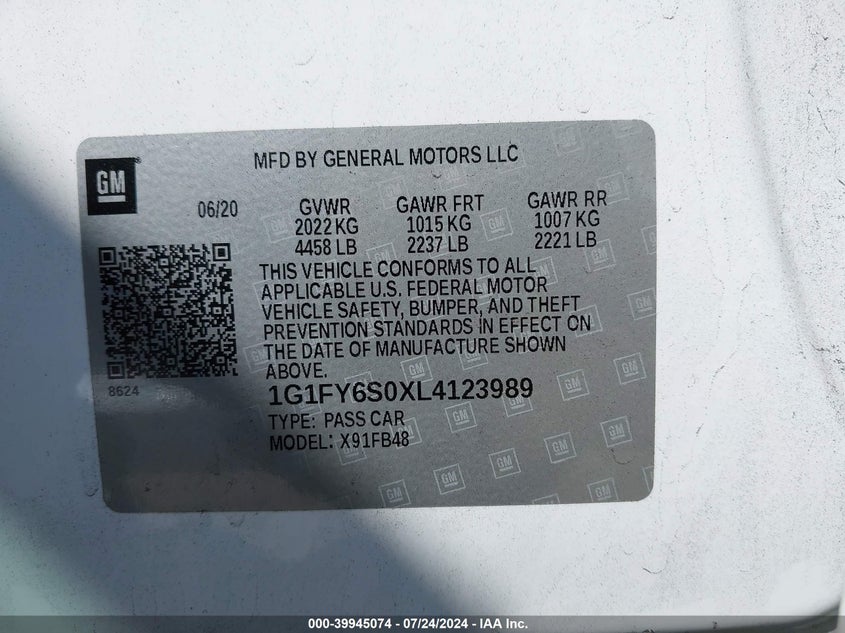 MFD BY GENERAL MOTORS LLC
GM
06/20 GVWR GAWR FRT GAWR RR
2022 KG 1015 KG 1007 KG
4458 LB 2237 LB 2221 LB
THIS VEHICLE CONFORMS TO ALL
APPLICABLE U.S. FEDERAL MOTOR
VEHICLE SAFETY, BUMPER, AND THEFT
PREVENTION STANDARDS IN EFFECT ON
THE DATE OF MANUFACTURE SHOWN
ABOVE.
8624
1G1FY6S0XL4123989
TYPE: PASS CAR
MODEL: X91FB48
000-39945074 / 07/24/2024 - IAA Inc.